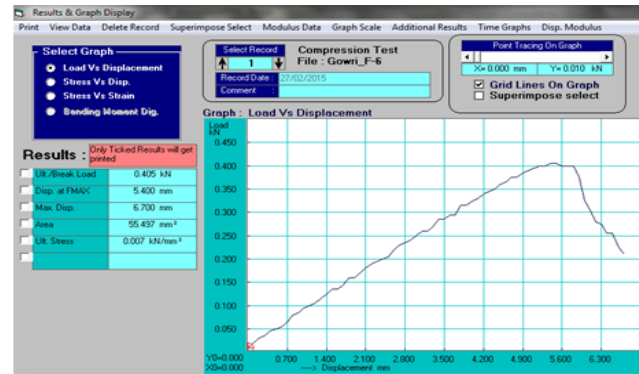 Results & Graph Display
Print View Data Delete Record Superimpose Select Modulus Data Graph Scale Additional Results Time Graphs Disp. Modulus
Select Graph
Load Vs Displacement
Stress Vs Disp.
Stress Vs Strain
Bending Moment Dig.
Select Record
1
Compression Test
File : Gowri_F-6
Record Date : 27/02/2015
Comment :
Point Tracing On Graph
X= 0.000 mm Y= 0.010 kN
Grid Lines On Graph
Superimpose select
Results : Only Ticked Results will get printed
Ult./Break Load 0.405 kN
Disp. at FMAX 5.400 mm
Max. Disp. 6.700 mm
Area 55.497 mm²
Ult. Stress 0.007 kN/mm²
Graph : Load Vs Displacement
Load
kN
0.450
0.400
0.350
0.300
0.250
0.200
0.150
0.100
0.050
Y0=0.000
X0=0.000
0.700 1.400 2.100 2.800 3.500 4.200 4.900 5.600 6.300
---> Displacement mm